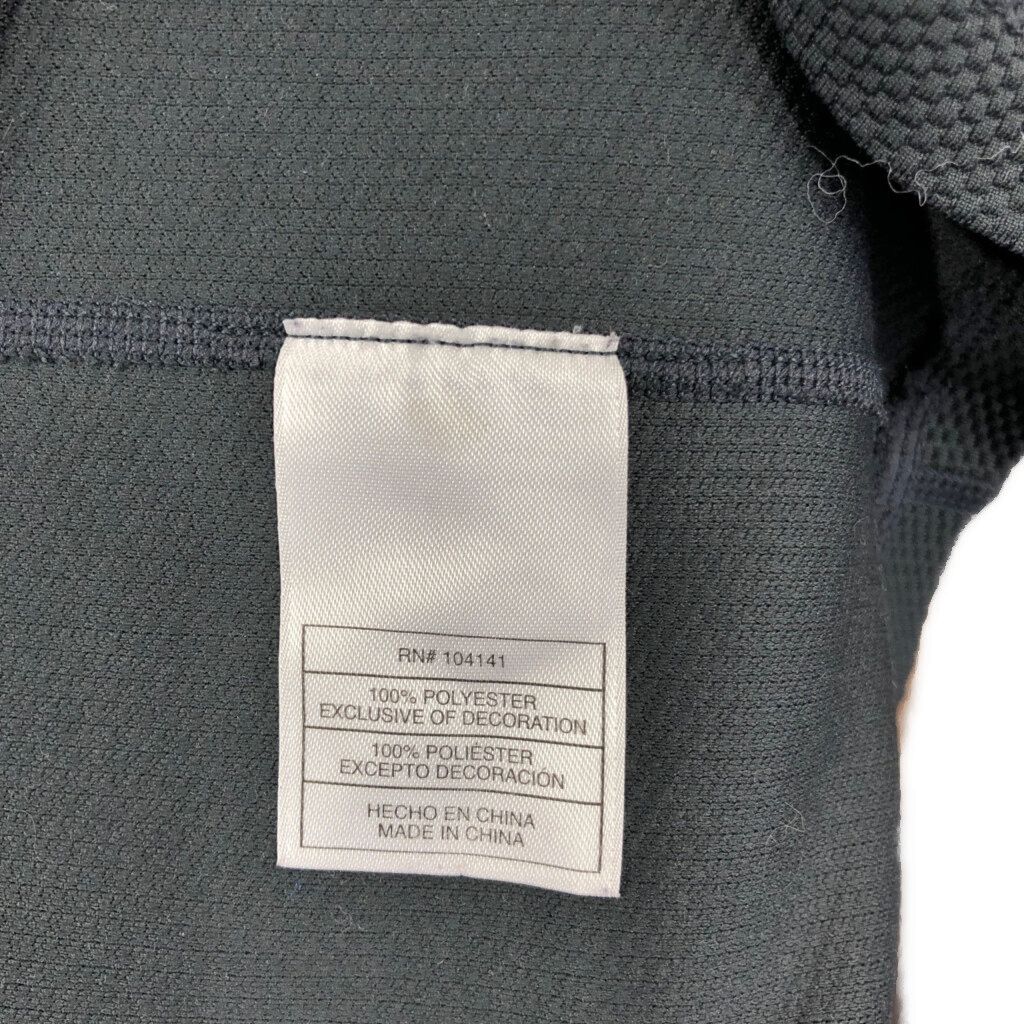 RN# 104141
100% POLYESTER
EXCLUSIVE OF DECORATION
100% POLIÉSTER
EXCEPTO DECORACIÓN
HECHO EN CHINA
MADE IN CHINA